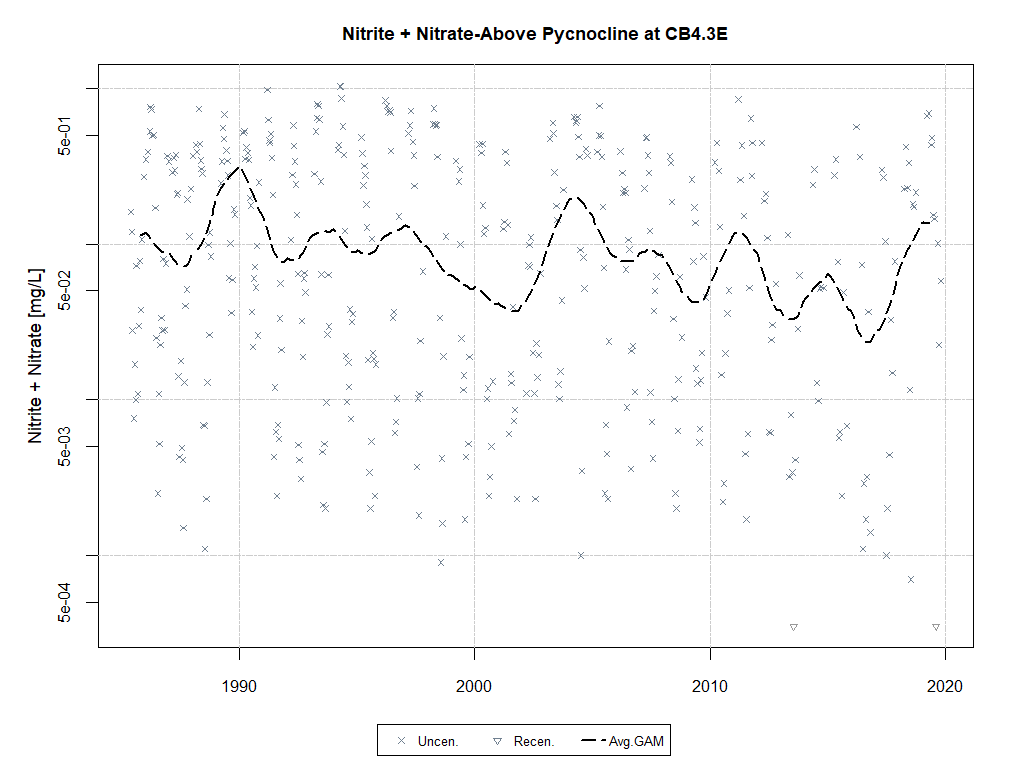 Nitrite + Nitrate-Above Pycnocline at CB4.3E
Nitrite + Nitrate [mg/L]
5e-01
5e-02
5e-03
5e-04
1990 2000 2010 2020
Uncen. Recen. Avg.GAM